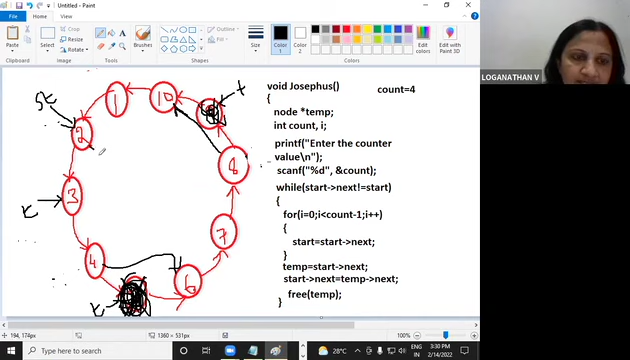 Untitled - Paint
File
Home
View
Paste
Select
Crop
Resize
Rotate
Brushes
Shapes
Outline
Fill
Size
Color
1
Color
2
Edit
colors
Edit with
Paint 3D
Clipboard
Image
Tools
Colors
LOGANATHAN V
void Josephus()
count=4
{
node *temp;
int count, i;
printf("Enter the counter
value\n");
scanf("%d", &count);
while(start->next!=start)
{
for(i=0;i<count-1;i++)
{
start=start->next;
}
temp=start->next;
start->next=temp->next;
free(temp);
}
St
1
10
t
2
8
3
t
7
4
6
t
194, 174px
1360 × 531px
100%
Type here to search
28°C
ENG
IN
3:30 PM
2/14/2022